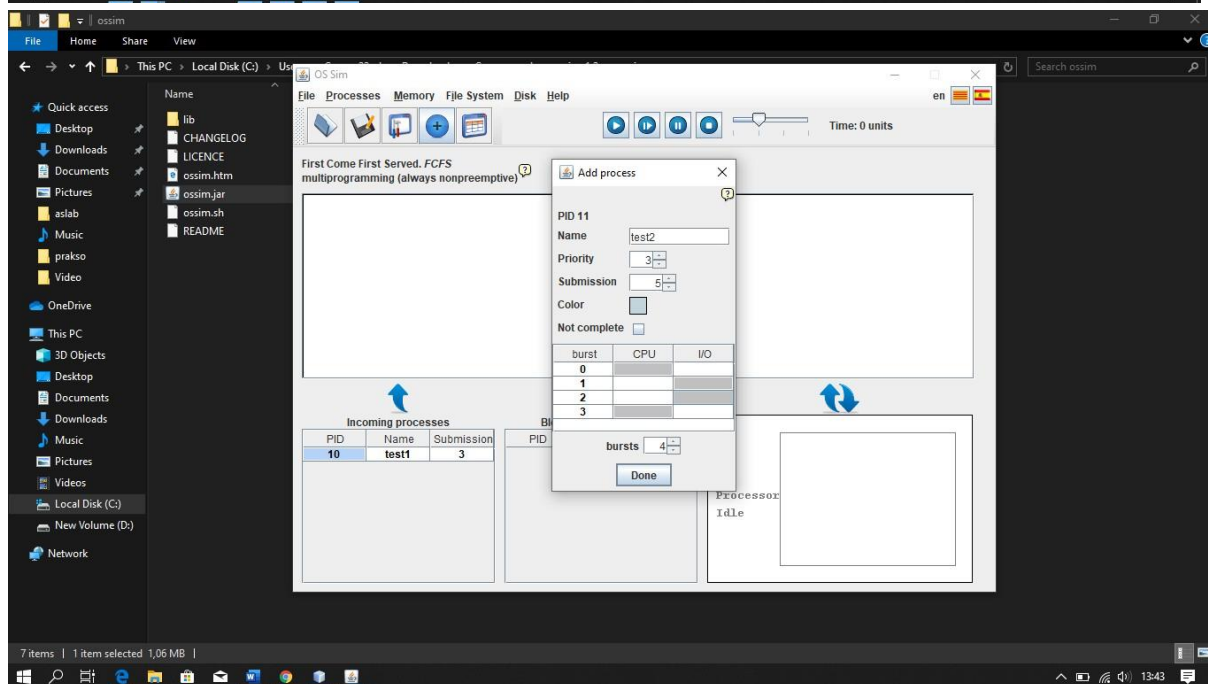 ossim
File Home Share View
This PC > Local Disk (C:) >
Search ossim
Quick access
Desktop
Downloads
Documents
Pictures
aslab
Music
prakso
Video
OneDrive
This PC
3D Objects
Desktop
Documents
Downloads
Music
Pictures
Videos
Local Disk (C:)
New Volume (D:)
Network
Name
lib
CHANGELOG
LICENCE
ossim.htm
ossim.jar
ossim.sh
README
OS Sim
File Processes Memory File System Disk Help
en
Time: 0 units
First Come First Served. FCFS
multiprogramming (always nonpreemptive)
Incoming processes
PID Name Submission
10 test1 3
PID
Processor
Idle
Add process
PID 11
Name test2
Priority 3
Submission 5
Color
Not complete
burst CPU I/O
0
1
2
3
bursts 4
Done
7 items 1 item selected 1,06 MB
13:43